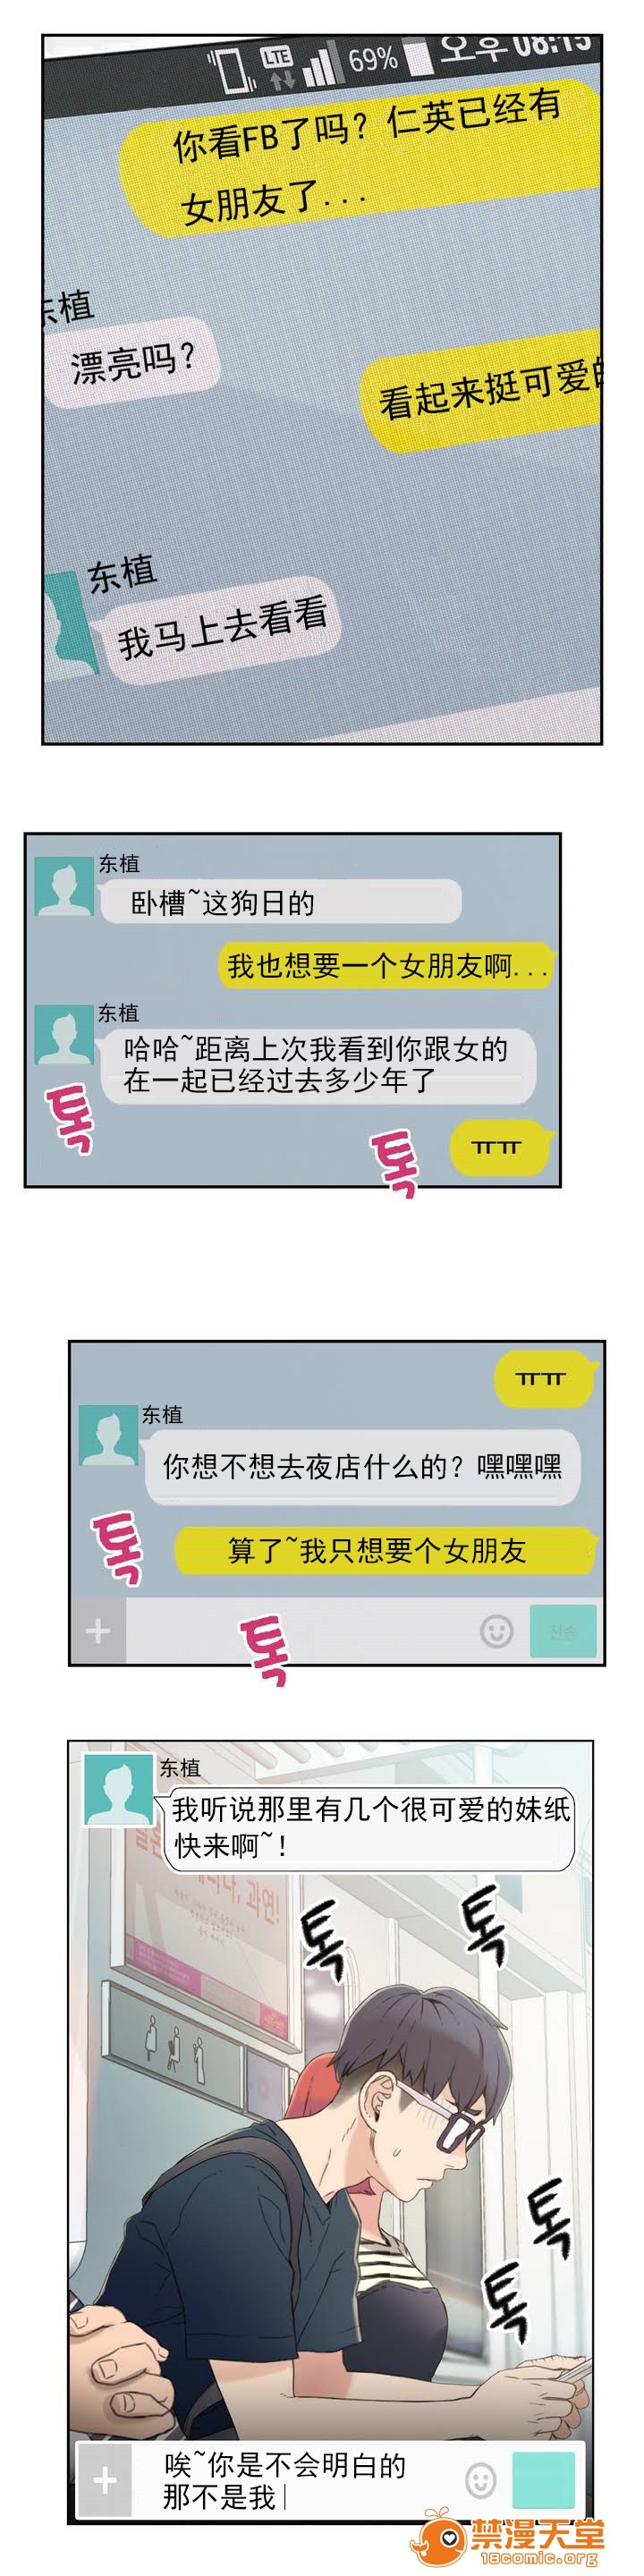 LTE 69% 오후 08:15
你看FB了吗？仁英已经有
女朋友了...
东植
漂亮吗？
看起来挺可爱的
东植
我马上去看看
东植
卧槽~这狗日的
我也想要一个女朋友啊...
东植
哈哈~距离上次我看到你跟女的
在一起已经过去多少年了
톡
톡
ㅠㅠ
ㅠㅠ
东植
你想不想去夜店什么的？嘿嘿嘿
톡
算了~我只想要个女朋友
+
전송
톡
东植
我听说那里有几个很可爱的妹纸
快来啊~!
과연!
톡
톡
톡
톡
+
唉~你是不会明白的
那不是我
禁漫天堂
18comic.org